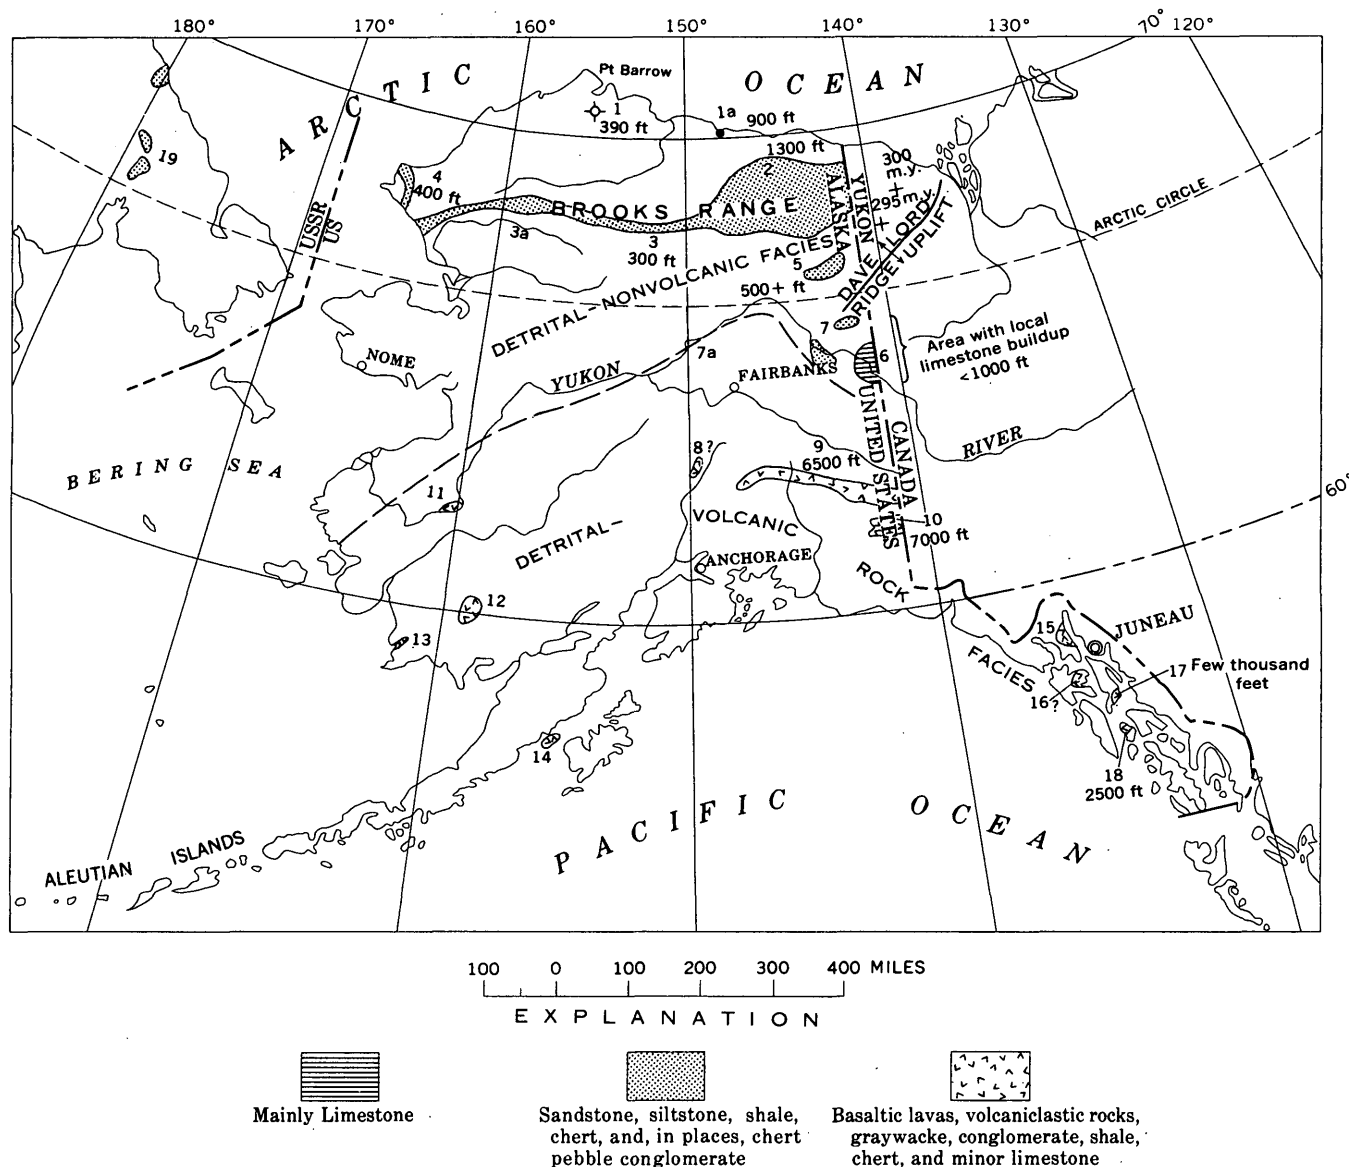 180°
170°
160°
150°
140°
130°
70°
120°
ARCTIC OCEAN
Pt Barrow
1
390 ft
1a
900 ft
1300 ft
2
300
m.y.
+
295 m.y.
+
19
4
400 ft
BROOKS RANGE
ALASKA
YUKON
DAVE LORD
RIDGE UPLIFT
ARCTIC CIRCLE
USSR
US
3a
3
300 ft
DETRITAL-NONVOLCANIC FACIES
5
500+ ft
7
6
Area with local
limestone buildup
<1000 ft
7a
NOME
YUKON
FAIRBANKS
UNITED STATES
CANADA
RIVER
BERING SEA
8?
9
6500 ft
60°
11
10
7000 ft
DETRITAL-
VOLCANIC
ROCK
FACIES
ANCHORAGE
12
13
15
JUNEAU
17 Few thousand
feet
16?
14
18
2500 ft
PACIFIC OCEAN
ALEUTIAN ISLANDS
100 0 100 200 300 400 MILES
EXPLANATION
Mainly Limestone
Sandstone, siltstone, shale,
chert, and, in places, chert
pebble conglomerate
Basaltic lavas, volcaniclastic rocks,
graywacke, conglomerate, shale,
chert, and minor limestone